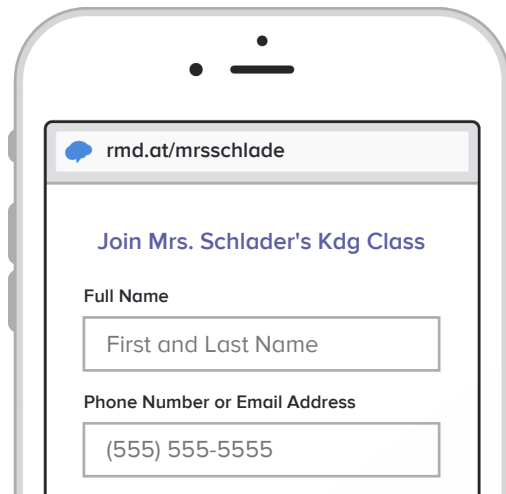 rmd.at/mrsschlade
Join Mrs. Schlader's Kdg Class
Full Name
First and Last Name
Phone Number or Email Address
(555) 555-5555